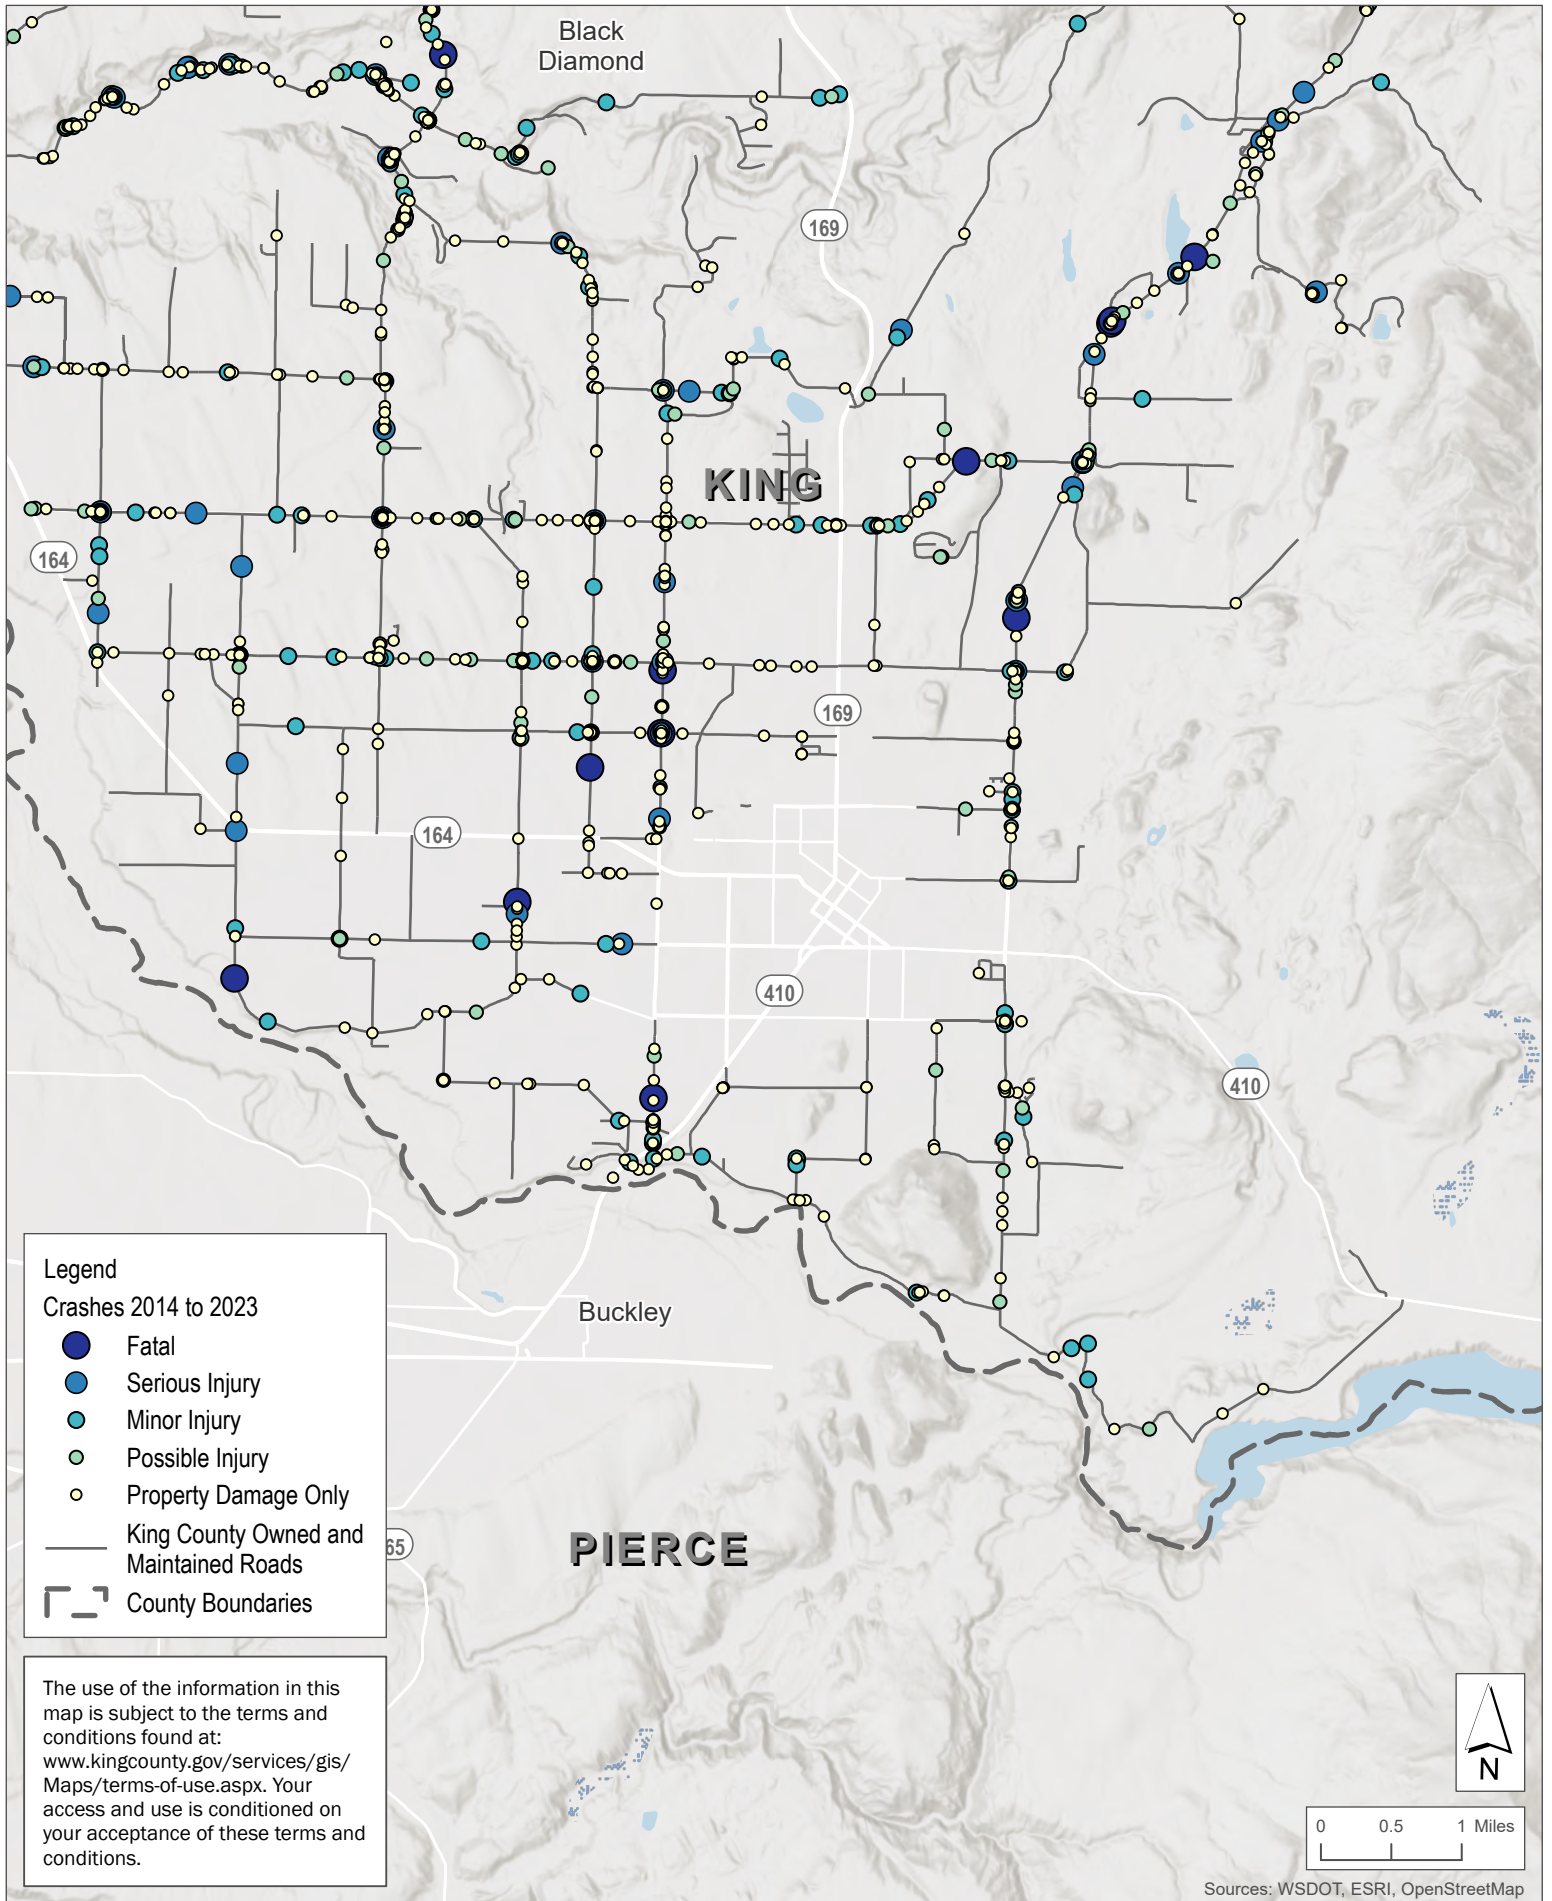 Black
Diamond
169
KING
164
169
164
410
410
Legend
Crashes 2014 to 2023
Fatal
Serious Injury
Minor Injury
Possible Injury
Property Damage Only
King County Owned and
Maintained Roads
County Boundaries
Buckley
65
PIERCE
The use of the information in this
map is subject to the terms and
conditions found at:
www.kingcounty.gov/services/gis/
Maps/terms-of-use.aspx. Your
access and use is conditioned on
your acceptance of these terms and
conditions.
N
0 0.5 1 Miles
Sources: WSDOT, ESRI, OpenStreetMap